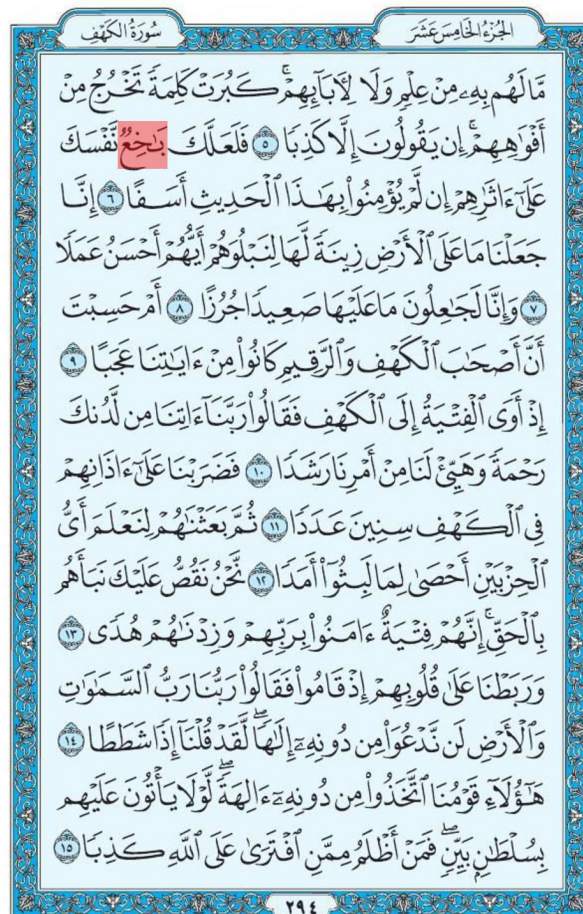 سُورَةُ الكَهْفِ
الجُزْءُ الخَامِسَ عَشَرَ
مَّا لَهُم بِهِۦ مِنْ عِلْمٍ وَلَا لِأٓبَآئِهِمْۚ كَبُرَتْ كَلِمَةً تَخْرُجُ مِنْ
أَفْوَٰهِهِمْۚ إِن يَقُولُونَ إِلَّا كَذِبًا ٥ فَلَعَلَّكَ بَٰخِعٌ نَّفْسَكَ
عَلَىٰٓ ءَاثَٰرِهِمْ إِن لَّمْ يُؤْمِنُوا۟ بِهَٰذَا ٱلْحَدِيثِ أَسَفًا ٦ إِنَّا
جَعَلْنَا مَا عَلَى ٱلْأَرْضِ زِينَةً لَّهَا لِنَبْلُوَهُمْ أَيُّهُمْ أَحْسَنُ عَمَلًا
٧ وَإِنَّا لَجَٰعِلُونَ مَا عَلَيْهَا صَعِيدًا جُرُزًا ٨ أَمْ حَسِبْتَ
أَنَّ أَصْحَٰبَ ٱلْكَهْفِ وَٱلرَّقِيمِ كَانُوا۟ مِنْ ءَايَٰتِنَا عَجَبًا ٩
إِذْ أَوَى ٱلْفِتْيَةُ إِلَى ٱلْكَهْفِ فَقَالُوا۟ رَبَّنَآ ءَاتِنَا مِن لَّدُنكَ
رَحْمَةً وَهَيِّئْ لَنَا مِنْ أَمْرِنَا رَشَدًا ١٠ فَضَرَبْنَا عَلَىٰٓ ءَاذَانِهِمْ
فِى ٱلْكَهْفِ سِنِينَ عَدَدًا ١١ ثُمَّ بَعَثْنَٰهُمْ لِنَعْلَمَ أَىُّ
ٱلْحِزْبَيْنِ أَحْصَىٰ لِمَا لَبِثُوٓا۟ أَمَدًا ١٢ نَّحْنُ نَقُصُّ عَلَيْكَ نَبَأَهُم
بِٱلْحَقِّۚ إِنَّهُمْ فِتْيَةٌ ءَامَنُوا۟ بِرَبِّهِمْ وَزِدْنَٰهُمْ هُدًى ١٣
وَرَبَطْنَا عَلَىٰ قُلُوبِهِمْ إِذْ قَامُوا۟ فَقَالُوا۟ رَبُّنَا رَبُّ ٱلسَّمَٰوَٰتِ
وَٱلْأَرْضِ لَن نَّدْعُوَا۟ مِن دُونِهِۦٓ إِلَٰهًاۖ لَّقَدْ قُلْنَآ إِذًا شَطَطًا ١٤
هَٰٓؤُلَآءِ قَوْمُنَا ٱتَّخَذُوا۟ مِن دُونِهِۦٓ ءَالِهَةًۖ لَّوْلَا يَأْتُونَ عَلَيْهِم
بِسُلْطَٰنٍۭ بَيِّنٍۖ فَمَنْ أَظْلَمُ مِمَّنِ ٱفْتَرَىٰ عَلَى ٱللَّهِ كَذِبًا ١٥
٢٩٤